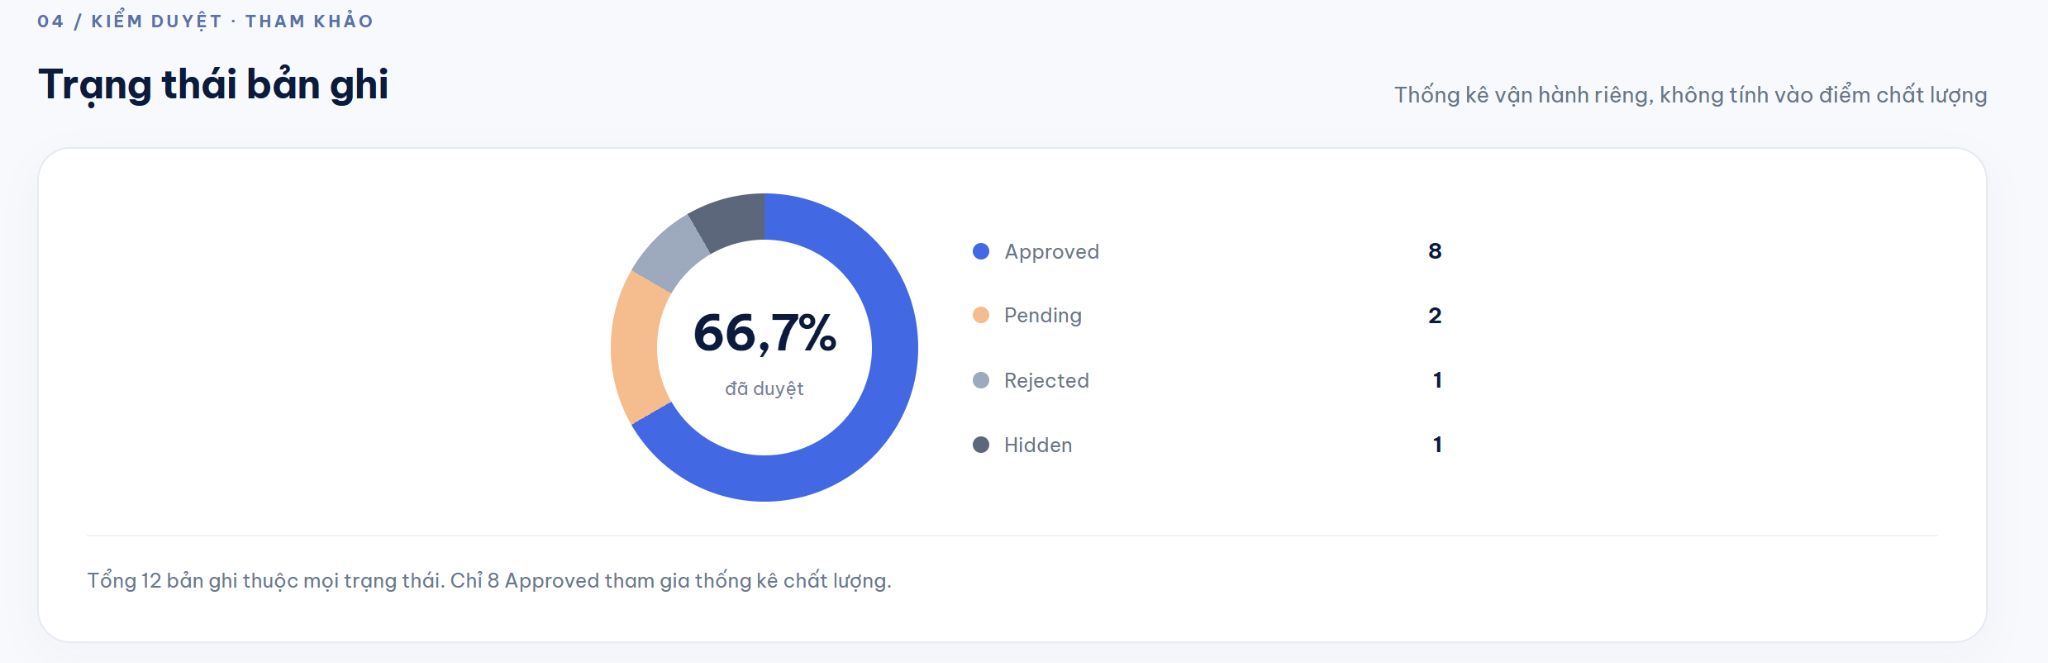 04 / KIỂM DUYỆT · THAM KHẢO
Trạng thái bản ghi
Thống kê vận hành riêng, không tính vào điểm chất lượng
66,7%
đã duyệt
Approved 8
Pending 2
Rejected 1
Hidden 1
Tổng 12 bản ghi thuộc mọi trạng thái. Chỉ 8 Approved tham gia thống kê chất lượng.